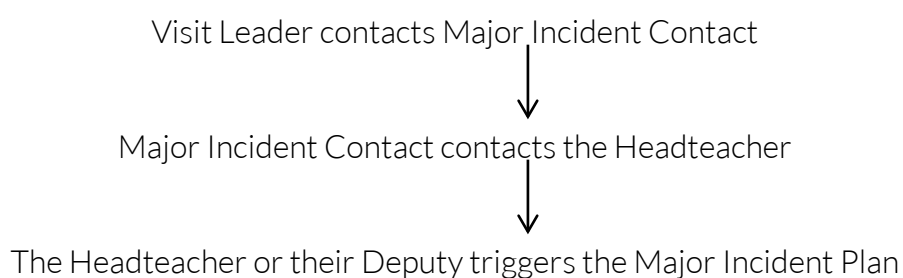 Visit Leader contacts Major Incident Contact
Major Incident Contact contacts the Headteacher
The Headteacher or their Deputy triggers the Major Incident Plan